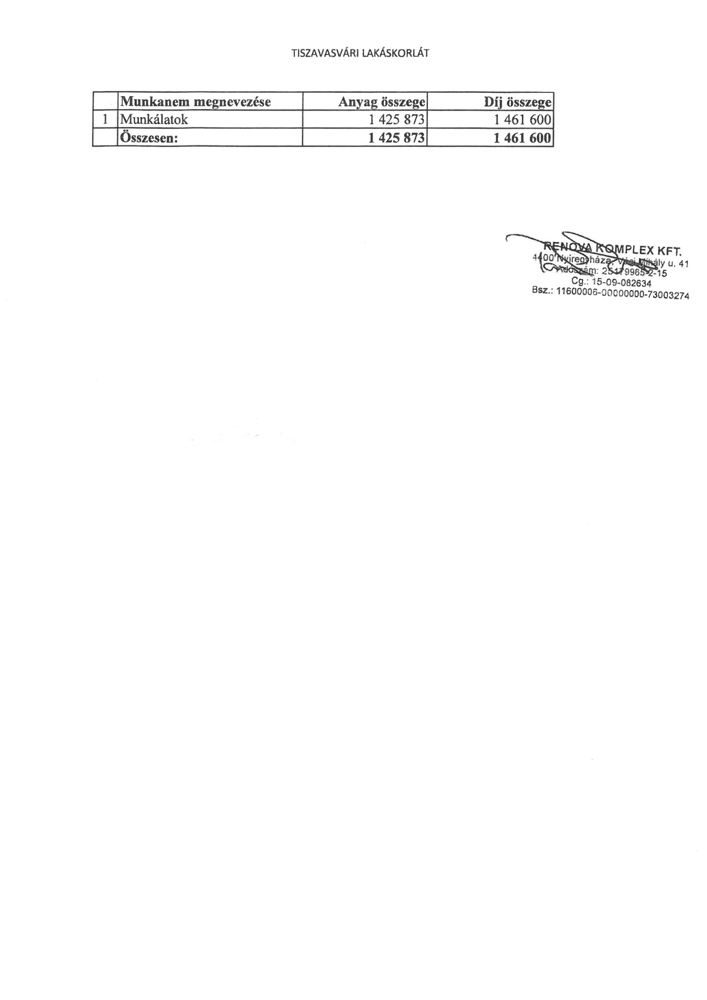 TISZAVASVÁRI LAKÁSKORLÁT
Munkanem megnevezése Anyag összege Díj összege
1 Munkálatok 1 425 873 1 461 600
Összesen: 1 425 873 1 461 600
RENOVA KOMPLEX KFT.
4400 Nyíregyháza, Váci Mihály u. 41
Adószám: 25179965-2-15
Cg.: 15-09-082634
Bsz.: 11600006-00000000-73003274